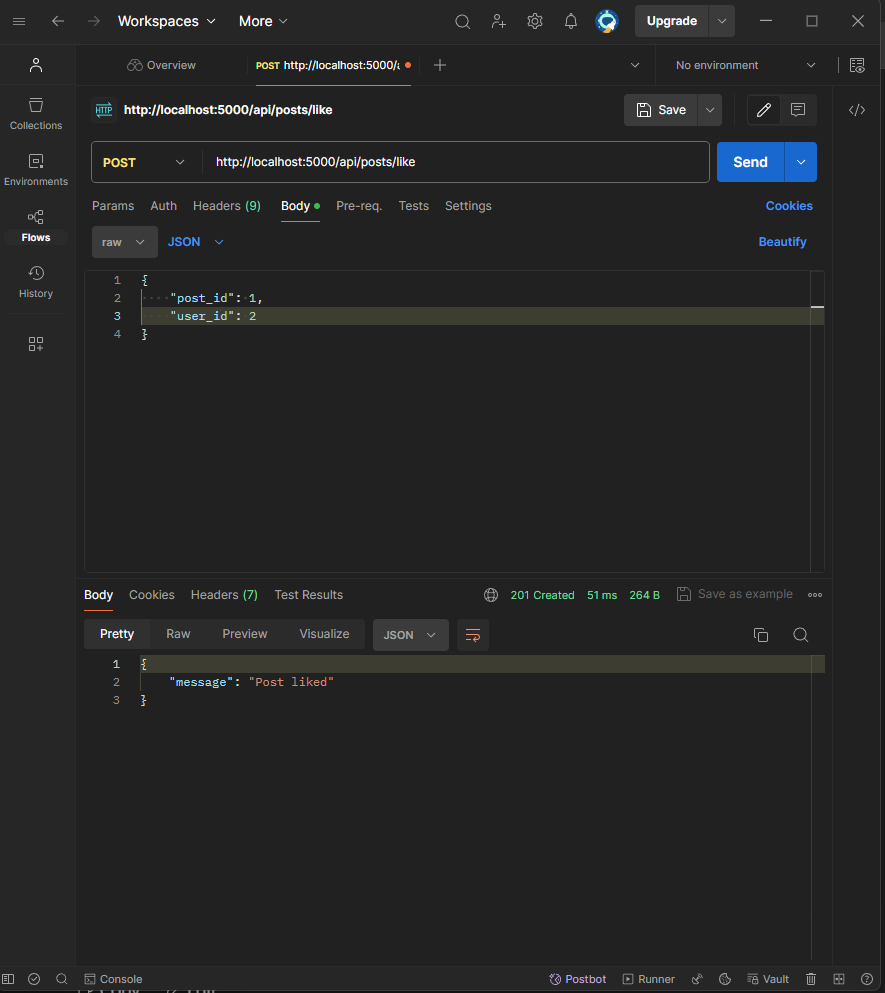 Workspaces More Upgrade
Overview POST http://localhost:5000/a No environment
HTTP http://localhost:5000/api/posts/like Save
Collections
POST http://localhost:5000/api/posts/like Send
Environments
Params Auth Headers (9) Body Pre-req. Tests Settings Cookies
Flows
raw JSON Beautify
History
1 {
2 "post_id": 1,
3 "user_id": 2
4 }
Body Cookies Headers (7) Test Results 201 Created 51 ms 264 B Save as example
Pretty Raw Preview Visualize JSON
1 {
2 "message": "Post liked"
3 }
Console Postbot Runner Vault